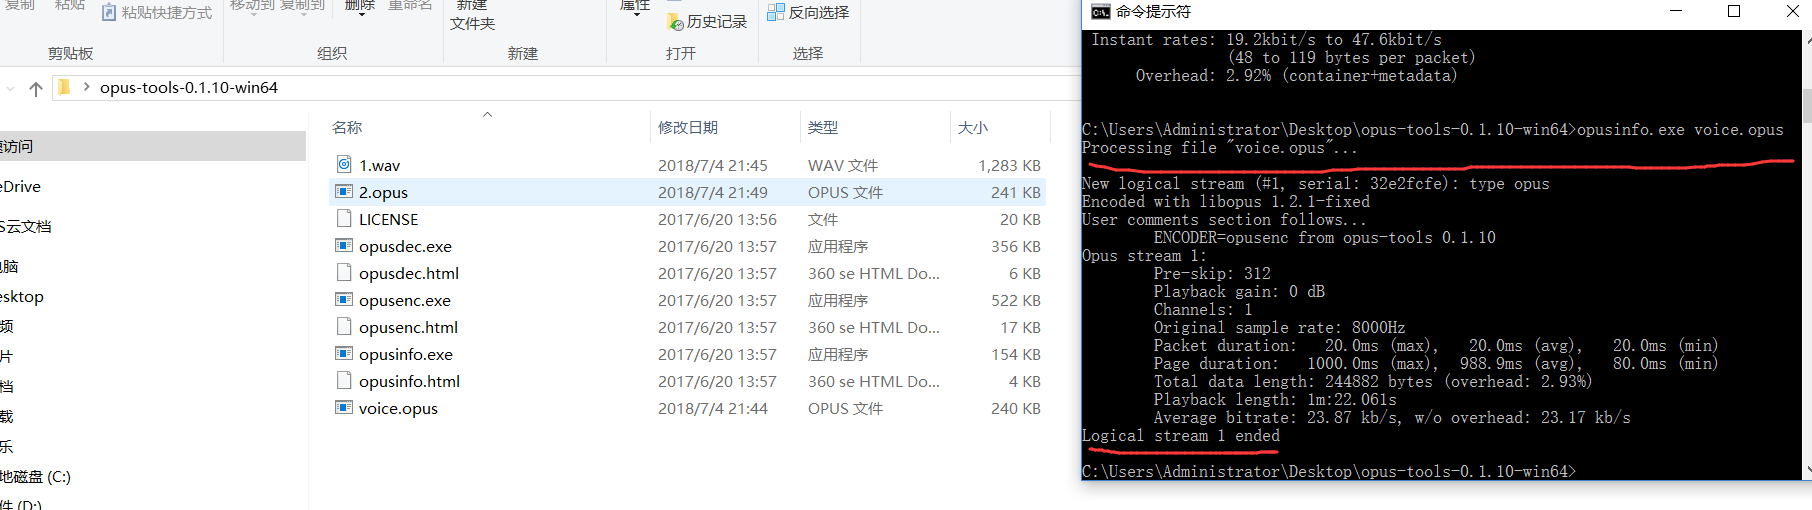 复制 粘贴 粘贴快捷方式 移动到 复制到 删除 重命名 新建 属性
文件夹 历史记录 反向选择
剪贴板 组织 新建 打开 选择
opus-tools-0.1.10-win64
访问
eDrive
S云文档
电脑
esktop
频
片
档
载
乐
地磁盘 (C:)
件 (D:)
名称 修改日期 类型 大小
1.wav 2018/7/4 21:45 WAV 文件 1,283 KB
2.opus 2018/7/4 21:49 OPUS 文件 241 KB
LICENSE 2017/6/20 13:56 文件 20 KB
opusdec.exe 2017/6/20 13:57 应用程序 356 KB
opusdec.html 2017/6/20 13:57 360 se HTML Do... 6 KB
opusenc.exe 2017/6/20 13:57 应用程序 522 KB
opusenc.html 2017/6/20 13:57 360 se HTML Do... 17 KB
opusinfo.exe 2017/6/20 13:57 应用程序 154 KB
opusinfo.html 2017/6/20 13:57 360 se HTML Do... 4 KB
voice.opus 2018/7/4 21:44 OPUS 文件 240 KB
命令提示符
Instant rates: 19.2kbit/s to 47.6kbit/s
(48 to 119 bytes per packet)
Overhead: 2.92% (container+metadata)
C:\Users\Administrator\Desktop\opus-tools-0.1.10-win64>opusinfo.exe voice.opus
Processing file "voice.opus"...
New logical stream (#1, serial: 32e2fcfe): type opus
Encoded with libopus 1.2.1-fixed
User comments section follows...
ENCODER=opusenc from opus-tools 0.1.10
Opus stream 1:
Pre-skip: 312
Playback gain: 0 dB
Channels: 1
Original sample rate: 8000Hz
Packet duration: 20.0ms (max), 20.0ms (avg), 20.0ms (min)
Page duration: 1000.0ms (max), 988.9ms (avg), 80.0ms (min)
Total data length: 244882 bytes (overhead: 2.93%)
Playback length: 1m:22.061s
Average bitrate: 23.87 kb/s, w/o overhead: 23.17 kb/s
Logical stream 1 ended
C:\Users\Administrator\Desktop\opus-tools-0.1.10-win64>